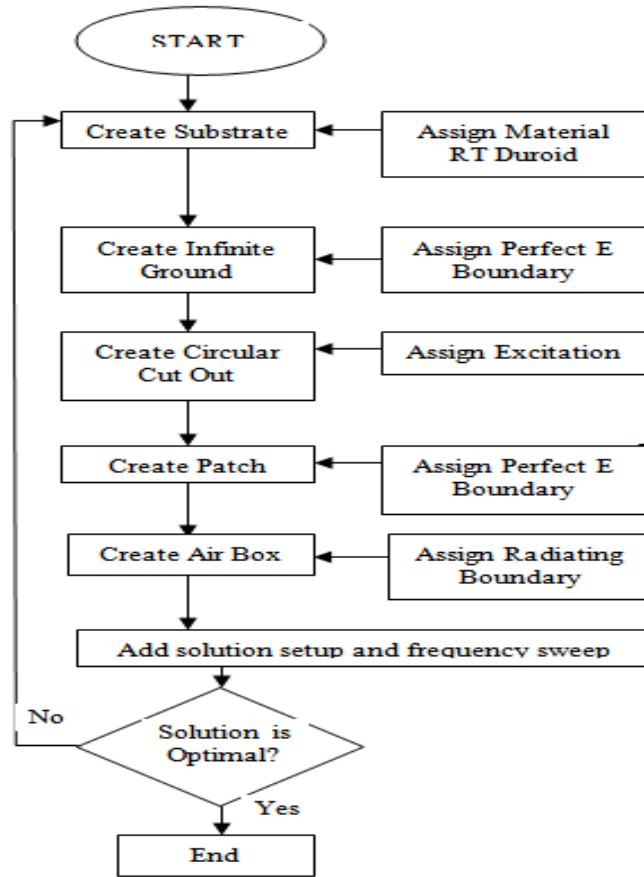 START
Create Substrate
Assign Material
RT Duroid
Create Infinite
Ground
Assign Perfect E
Boundary
Create Circular
Cut Out
Assign Excitation
Create Patch
Assign Perfect E
Boundary
Create Air Box
Assign Radiating
Boundary
Add solution setup and frequency sweep
No
Solution is
Optimal?
Yes
End